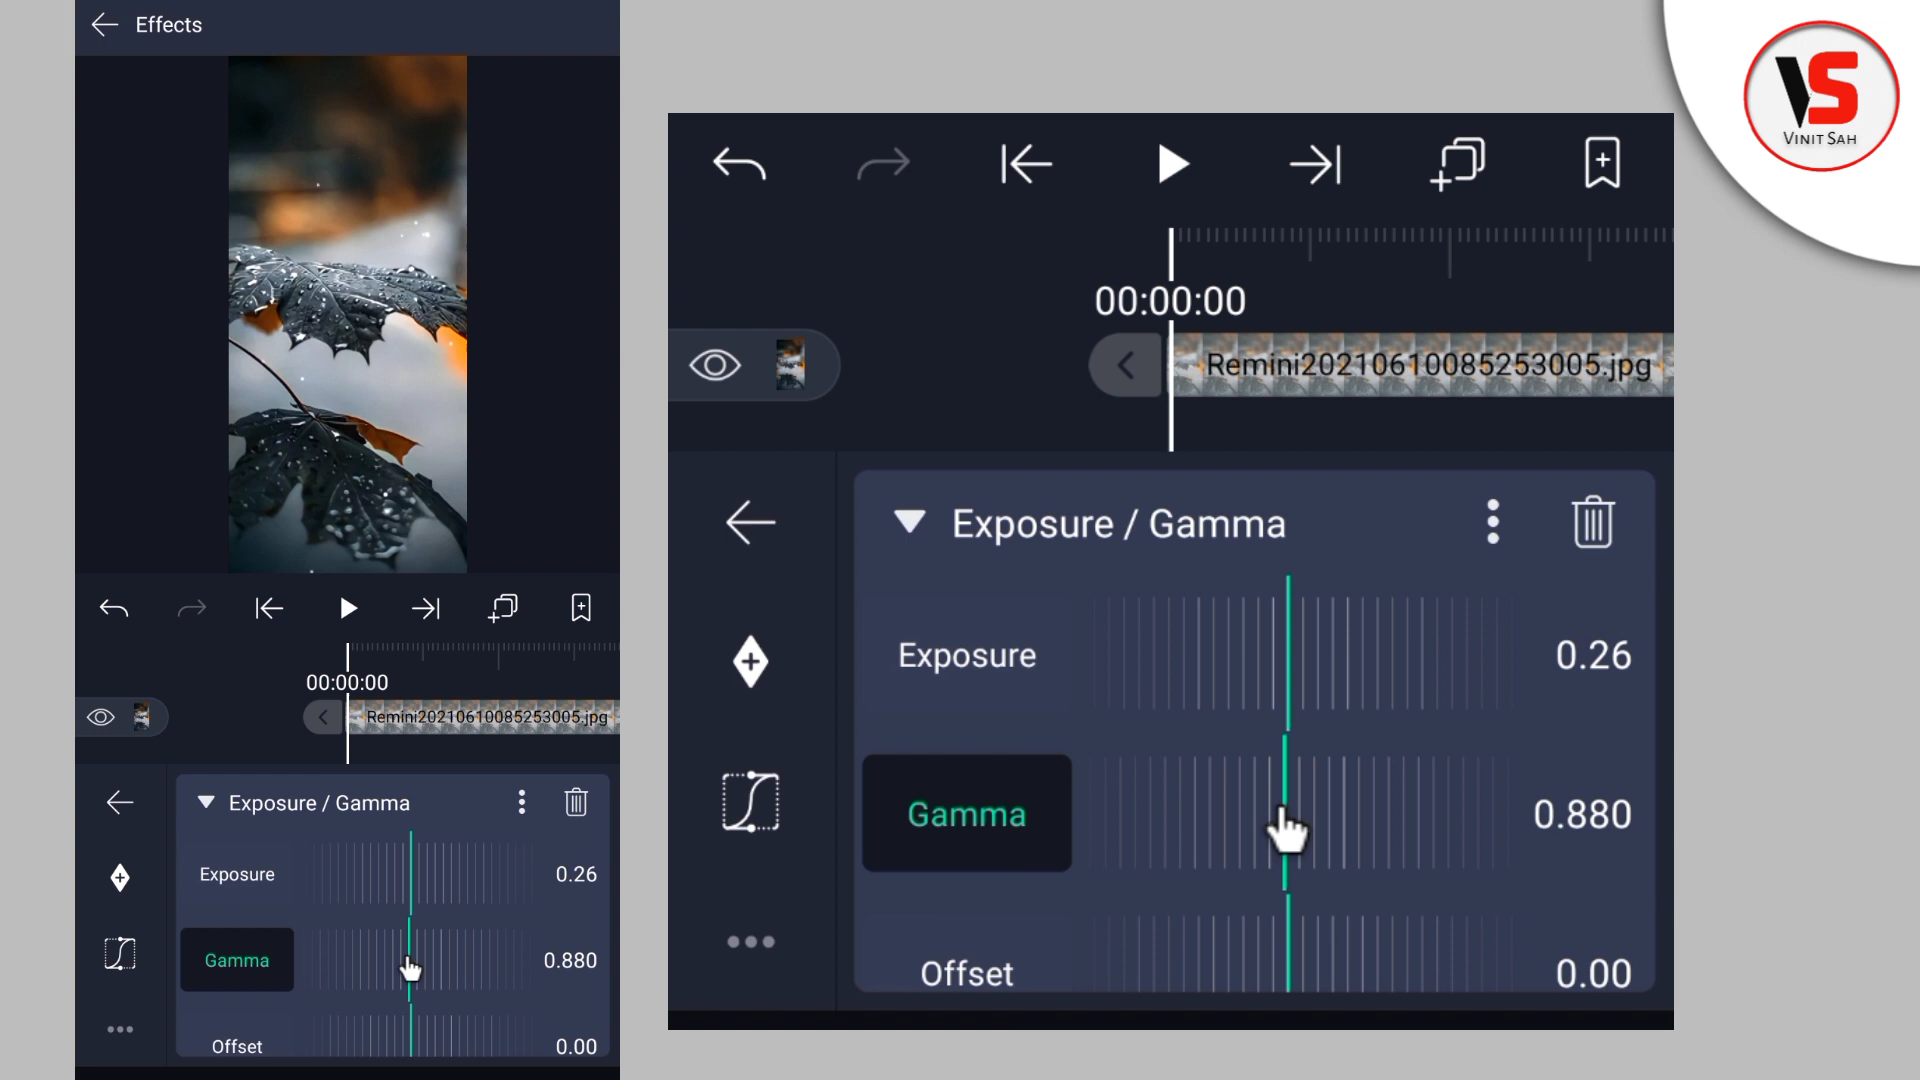 Effects
00:00:00
Remini20210610085253005.jpg
Exposure / Gamma
Exposure 0.26
Gamma 0.880
Offset 0.00
00:00:00
Remini20210610085253005.jpg
Exposure / Gamma
Exposure 0.26
Gamma 0.880
Offset 0.00
VS
VINIT SAH